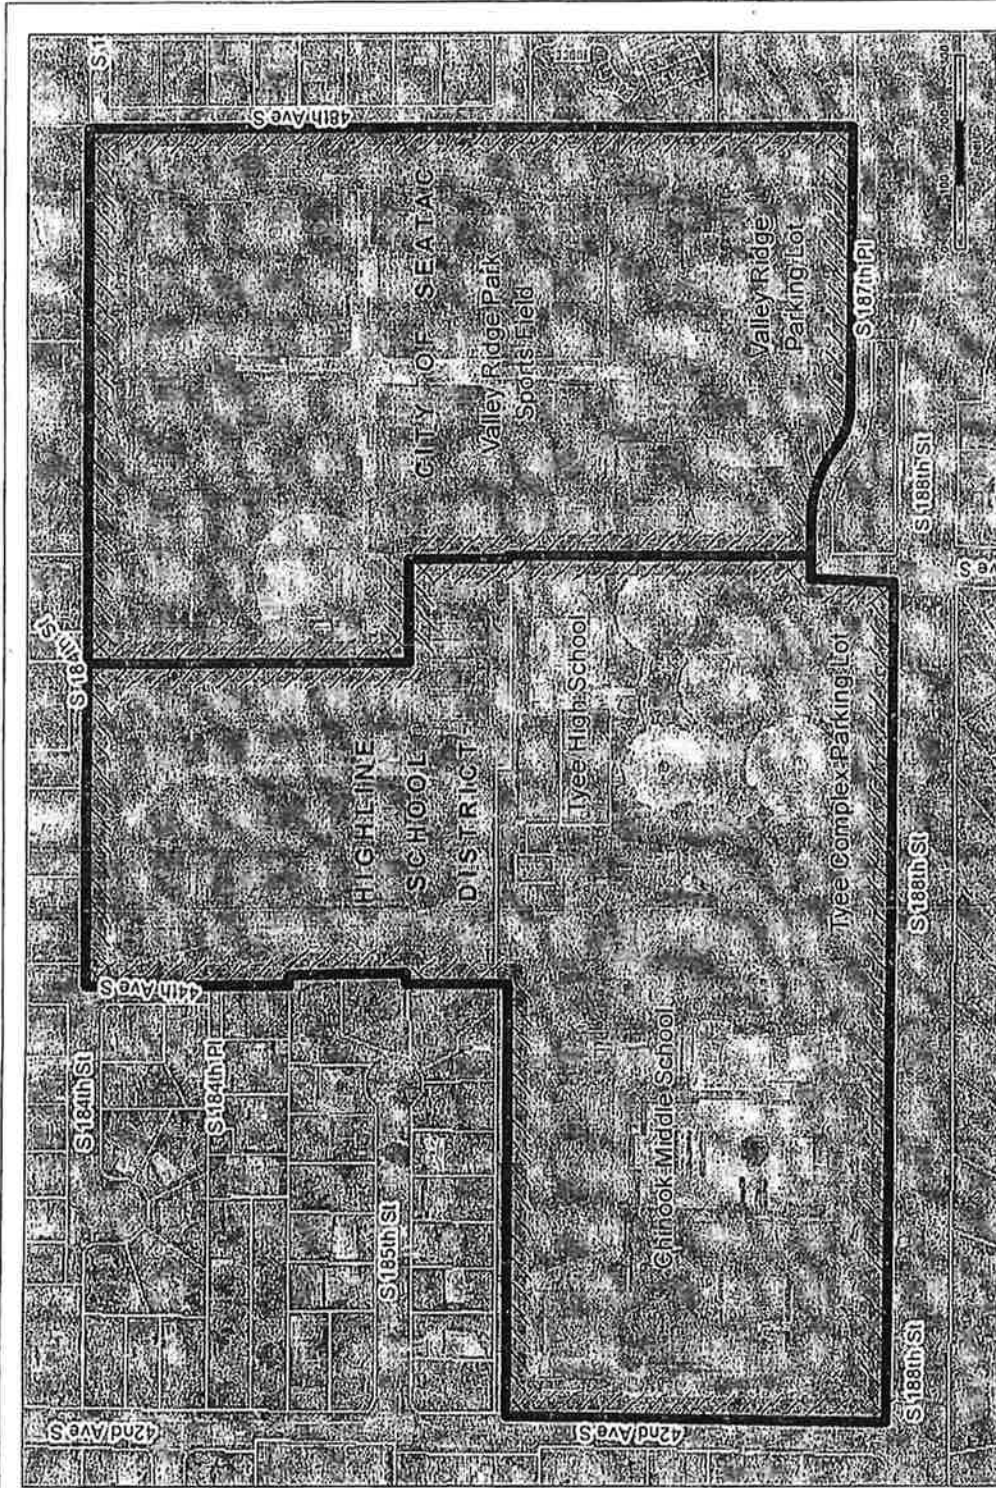 S 184th St
S 184th St
48th Ave S
44th Ave S
S 184th Pl
S 185th St
42nd Ave S
42nd Ave S
CITY OF SEATAC
Valley Ridge Park
Sports Field
Valley Ridge
Parking Lot
S 187th Pl
S 188th St
HIGHLINE
SCHOOL
DISTRICT
Tyee High School
Tyee Complex Parking Lot
S 188th St
Chinook Middle School
S 188th St
100